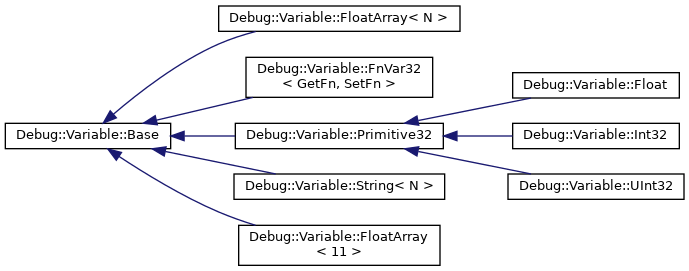 Debug::Variable::FloatArray< N >
Debug::Variable::FnVar32
< GetFn, SetFn >
Debug::Variable::Float
Debug::Variable::Base
Debug::Variable::Primitive32
Debug::Variable::Int32
Debug::Variable::String< N >
Debug::Variable::UInt32
Debug::Variable::FloatArray
< 11 >